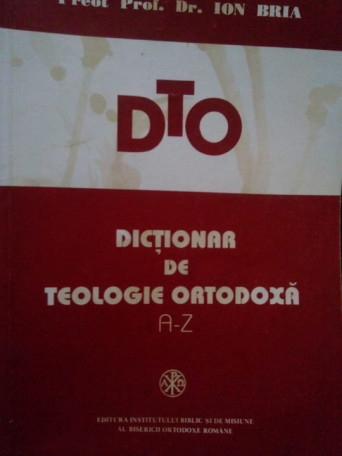 Preot Prof. Dr. ION BRIA
DTO
DICȚIONAR
DE
TEOLOGIE ORTODOXĂ
A-Z
EDITURA INSTITUTULUI BIBLIC ȘI DE MISIUNE
AL BISERICII ORTODOXE ROMÂNE